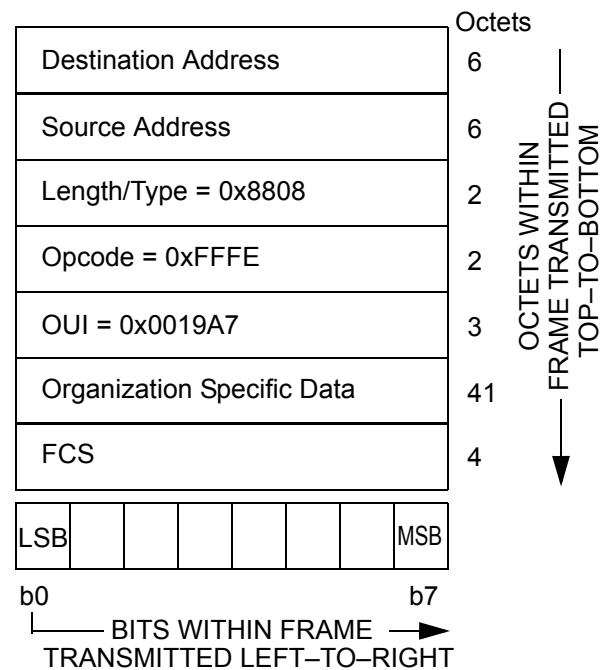 Octets
Destination Address 6
Source Address 6
Length/Type = 0x8808 2
Opcode = 0xFFFE 2
OUI = 0x0019A7 3
Organization Specific Data 41
FCS 4
OCTETS WITHIN
FRAME TRANSMITTED
TOP–TO–BOTTOM
LSB MSB
b0 b7
BITS WITHIN FRAME
TRANSMITTED LEFT–TO–RIGHT